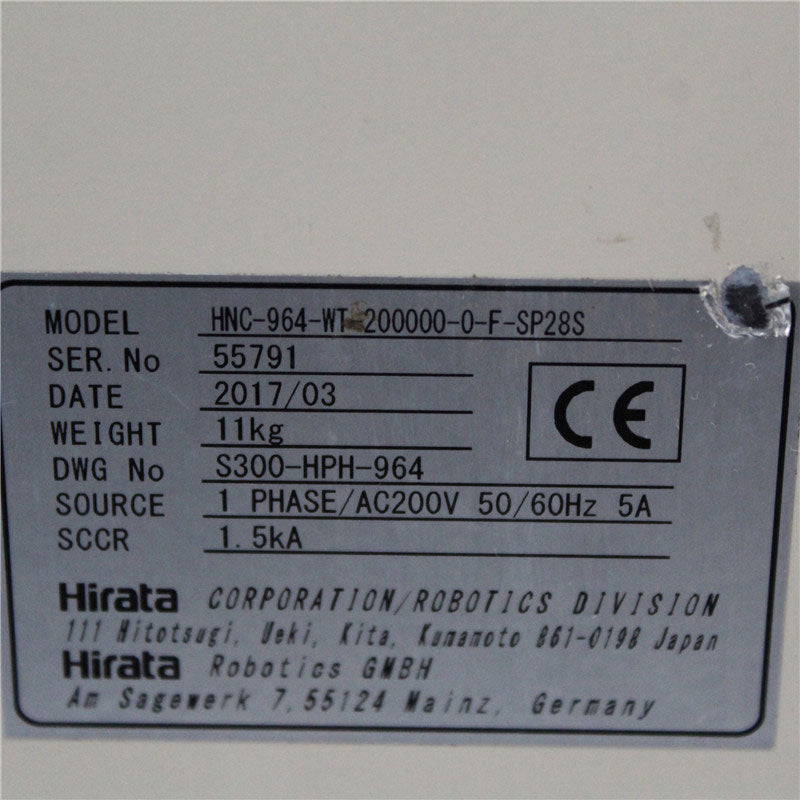 MODEL HNC-964-WT-200000-0-F-SP28S
SER.No 55791
DATE 2017/03
WEIGHT 11kg
DWG No S300-HPH-964
SOURCE 1 PHASE/AC200V 50/60Hz 5A
SCCR 1.5kA
CE
Hirata CORPORATION/ROBOTICS DIVISION
111 Hitotsugi, Ueki, Kita, Kumamoto 861-0198 Japan
Hirata Robotics GMBH
Am Sagewerk 7,55124 Mainz, Germany